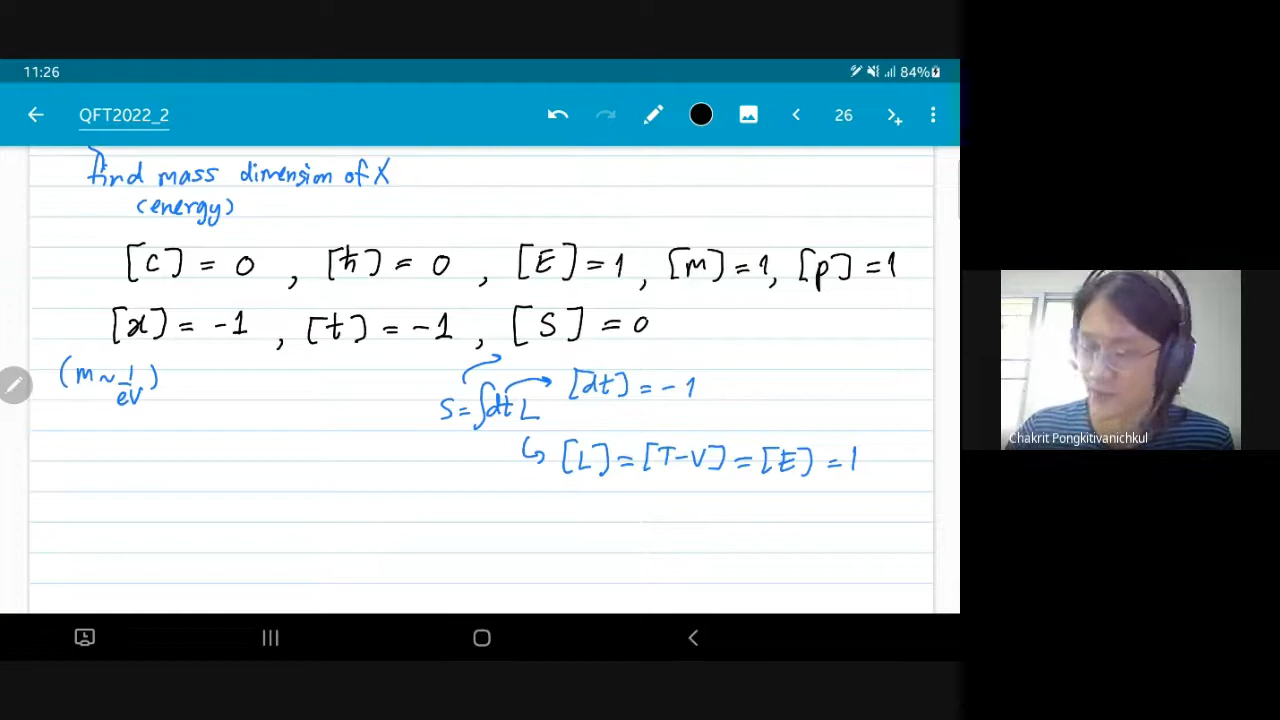 11:26
84%
QFT2022_2
26
find mass dimension of X
(energy)
[c] = 0 , [ħ] = 0 , [E] = 1 , [m] = 1, [p] = 1
[x] = -1 , [t] = -1 , [S] = 0
(m ~ 1/eV)
S = ∫dt L → [dt] = -1
↳ [L] = [T-V] = [E] = 1
Chakrit Pongkitivanichkul